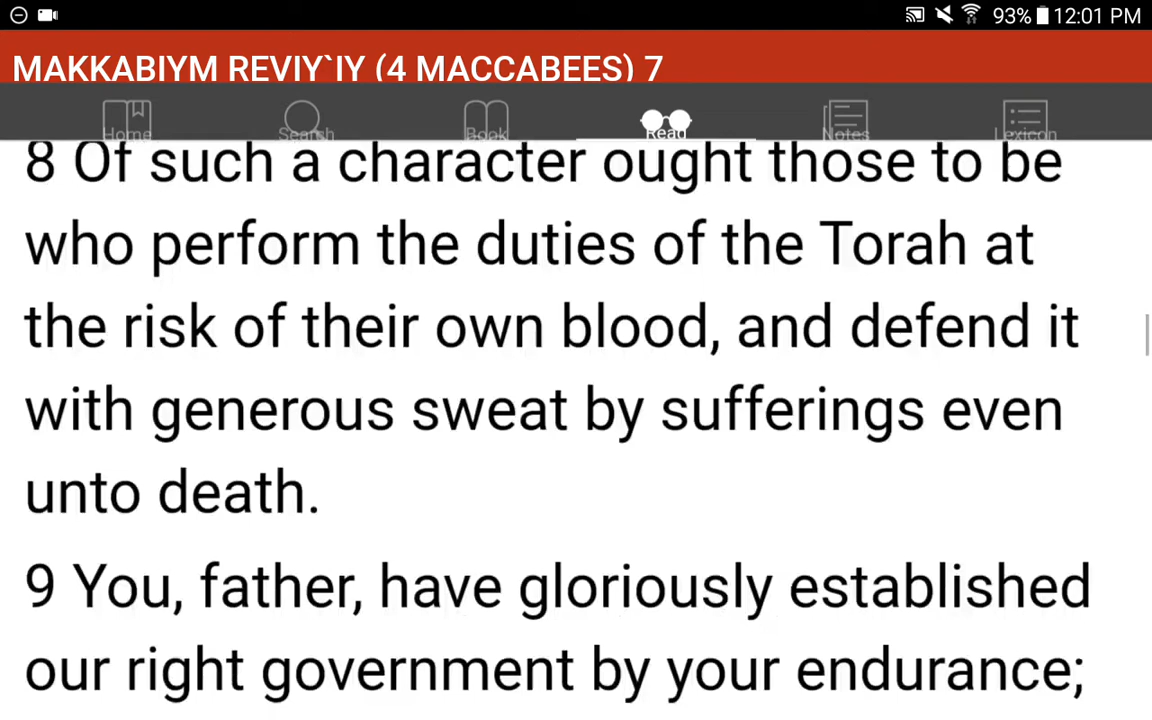 93% 12:01 PM
MAKKABIYM REVIY`IY (4 MACCABEES) 7
Home Search Book Read Notes Lexicon
8 Of such a character ought those to be
who perform the duties of the Torah at
the risk of their own blood, and defend it
with generous sweat by sufferings even
unto death.
9 You, father, have gloriously established
our right government by your endurance;